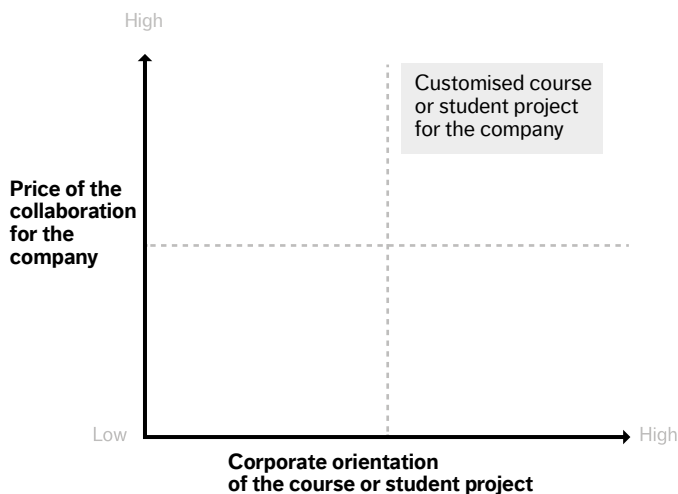 High
Customised course
or student project
for the company
Price of the
collaboration
for the
company
Low
High
Corporate orientation
of the course or student project